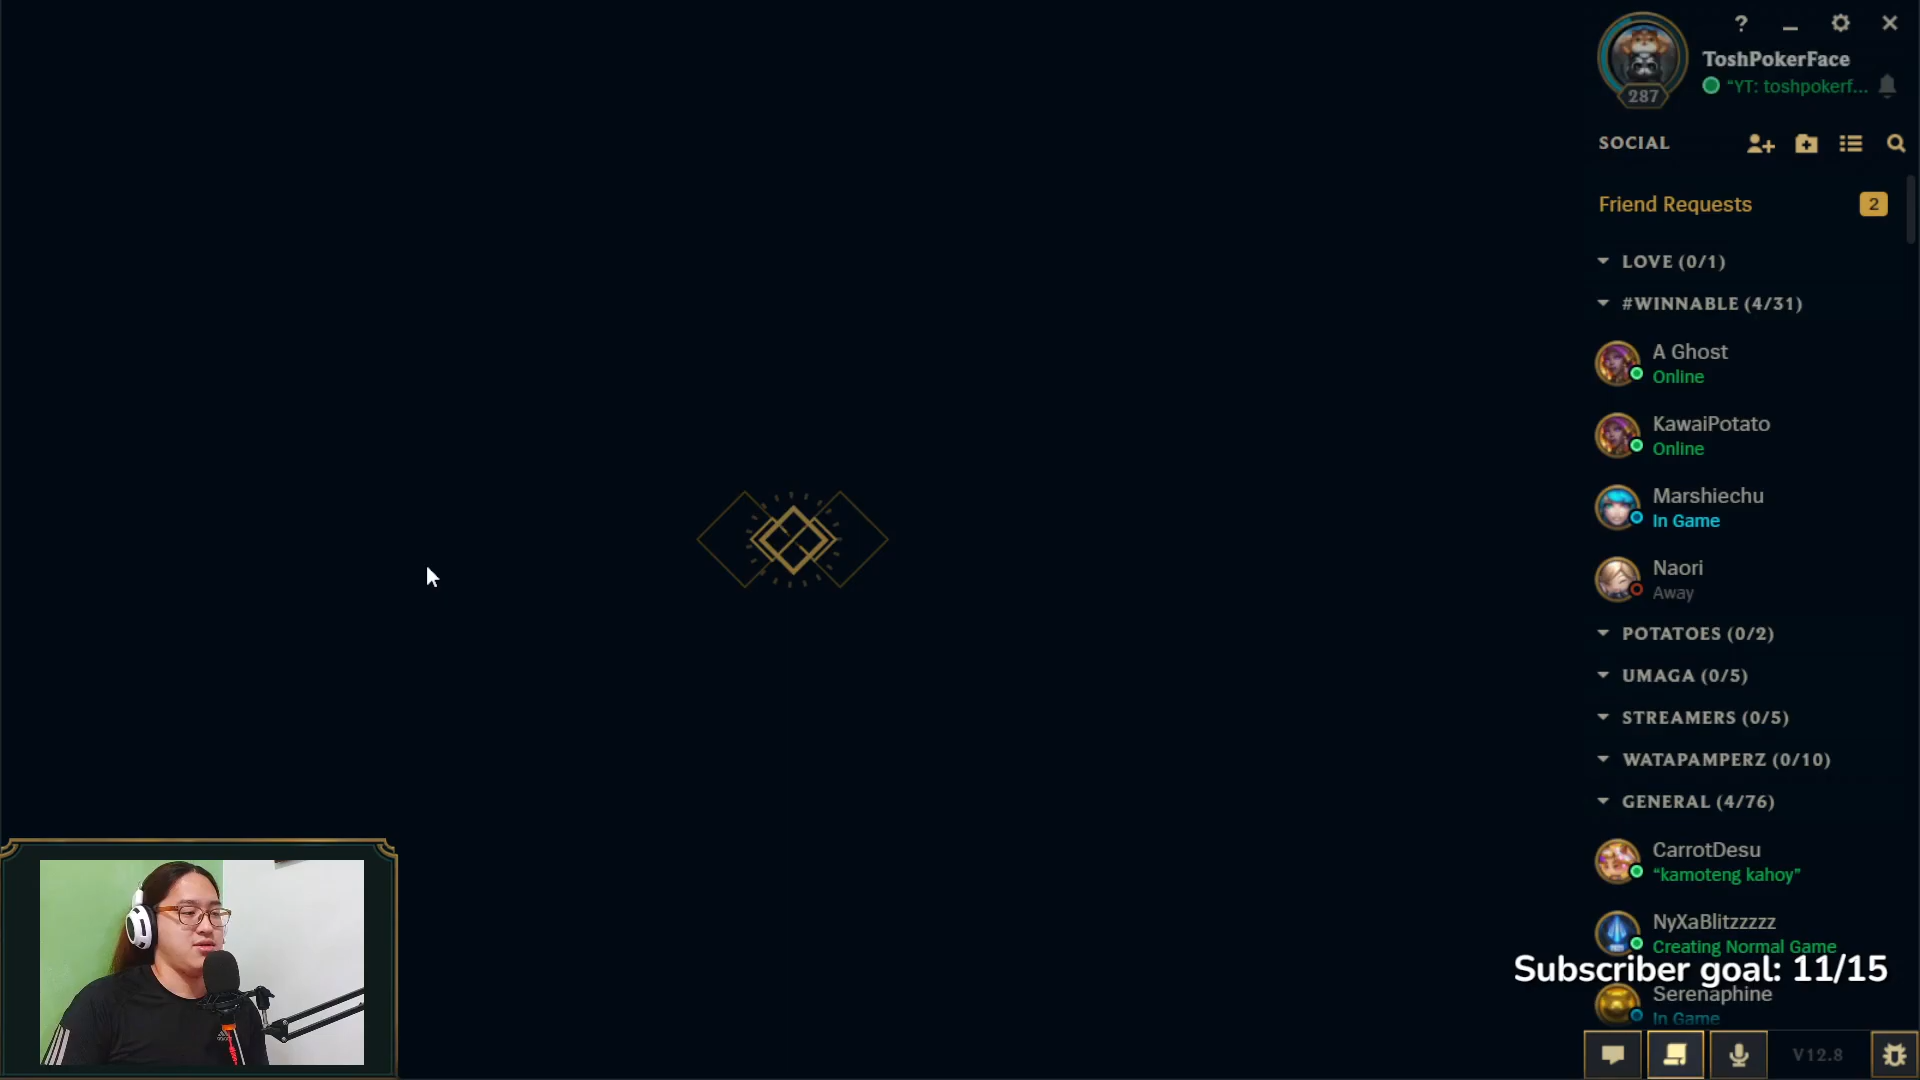 ToshPokerFace
“YT: toshpokerf...
287
SOCIAL
Friend Requests
2
LOVE (0/1)
#WINNABLE (4/31)
A Ghost
Online
KawaiPotato
Online
Marshiechu
In Game
Naori
Away
POTATOES (0/2)
UMAGA (0/5)
STREAMERS (0/5)
WATAPAMPERZ (0/10)
GENERAL (4/76)
CarrotDesu
“kamoteng kahoy”
NyXaBlitzzzzz
Creating Normal Game
Subscriber goal: 11/15
Serenaphine
In Game
V12.8